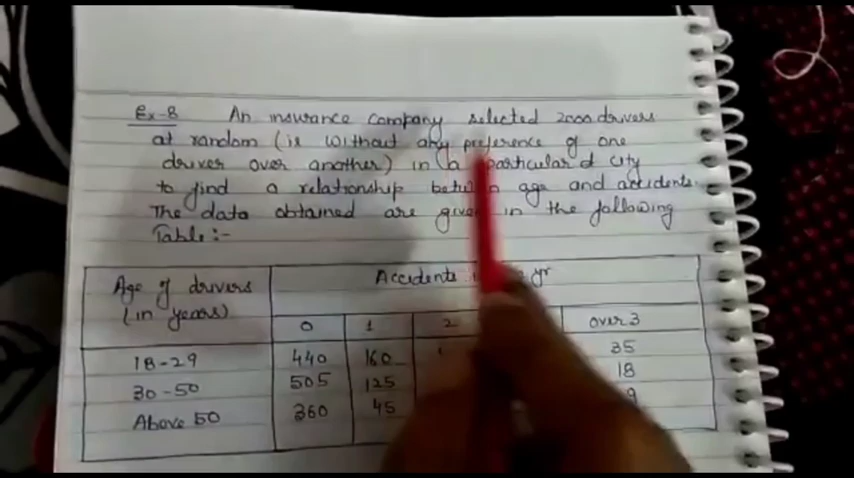 Ex-8 An insurance company selected 2000 drivers
at random (ie without any preference of one
driver over another) in a particular city
to find a relationship and accidents.
The data obtained are given in the following
Table :-
Age of drivers
(in years)
Accidents yr
0 1 2 over 3
18-29 440 160 35
30-50 505 125 18
Above 50 360 45 9